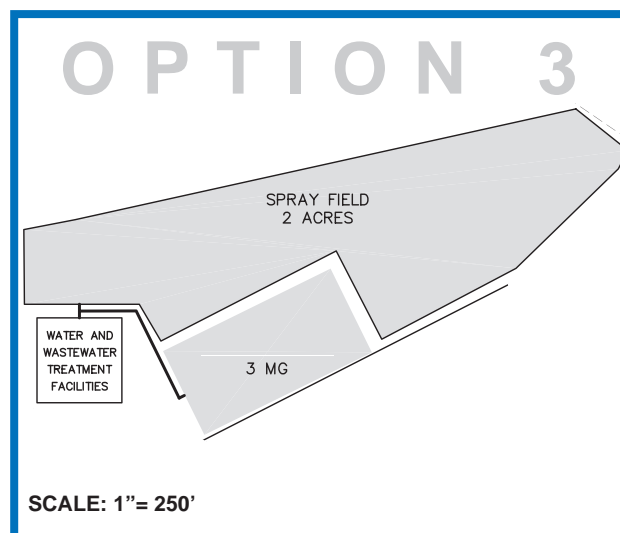 OPTION 3
SPRAY FIELD
2 ACRES
WATER AND
WASTEWATER
TREATMENT
FACILITIES
3 MG
SCALE: 1”= 250’